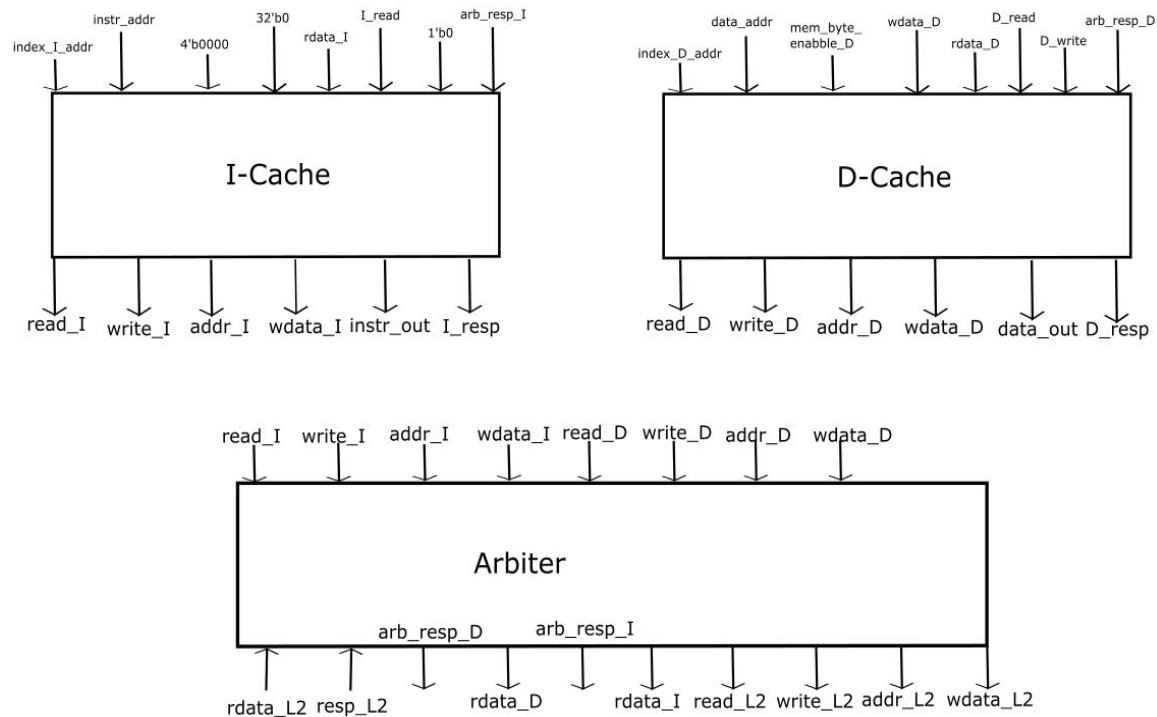 index_I_addr
instr_addr
4'b0000
32'b0
rdata_I
I_read
1'b0
arb_resp_I
I-Cache
read_I
write_I
addr_I
wdata_I
instr_out
I_resp
index_D_addr
data_addr
mem_byte_
enabble_D
wdata_D
rdata_D
D_read
D_write
arb_resp_D
D-Cache
read_D
write_D
addr_D
wdata_D
data_out
D_resp
read_I
write_I
addr_I
wdata_I
read_D
write_D
addr_D
wdata_D
Arbiter
arb_resp_D
arb_resp_I
rdata_L2
resp_L2
rdata_D
rdata_I
read_L2
write_L2
addr_L2
wdata_L2